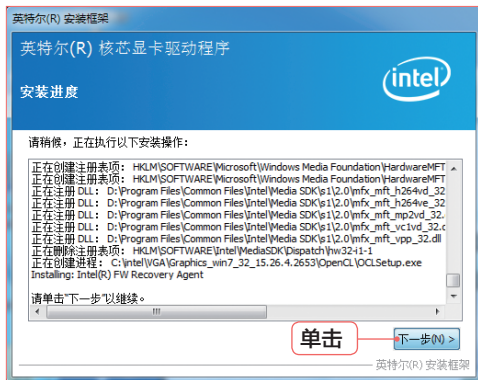 英特尔(R) 安装框架
英特尔(R) 核芯显卡驱动程序
安装进度
intel
请稍候，正在执行以下安装操作：
正在创建注册表项： HKLM\SOFTWARE\Microsoft\Windows Media Foundation\HardwareMFT
正在创建注册表项： HKLM\SOFTWARE\Microsoft\Windows Media Foundation\HardwareMFT
正在注册 DLL： D:\Program Files\Common Files\Intel\Media SDK\s1\2.0\mfx_mft_h264vd_32
正在注册 DLL： D:\Program Files\Common Files\Intel\Media SDK\s1\2.0\mfx_mft_h264ve_32
正在注册 DLL： D:\Program Files\Common Files\Intel\Media SDK\s1\2.0\mfx_mft_mp2vd_32.
正在注册 DLL： D:\Program Files\Common Files\Intel\Media SDK\s1\2.0\mfx_mft_vc1vd_32.c
正在注册 DLL： D:\Program Files\Common Files\Intel\Media SDK\s1\2.0\mfx_mft_vpp_32.dll
正在删除注册表项： HKLM\SOFTWARE\Intel\MediaSDK\Dispatch\hw32-i1-1
正在创建进程： C:\intel\VGA\Graphics_win7_32_15.26.4.2653\OpenCL\OCLSetup.exe
Installing: Intel(R) FW Recovery Agent
请单击"下一步"以继续。
单击
下一步(N) >
英特尔(R) 安装框架